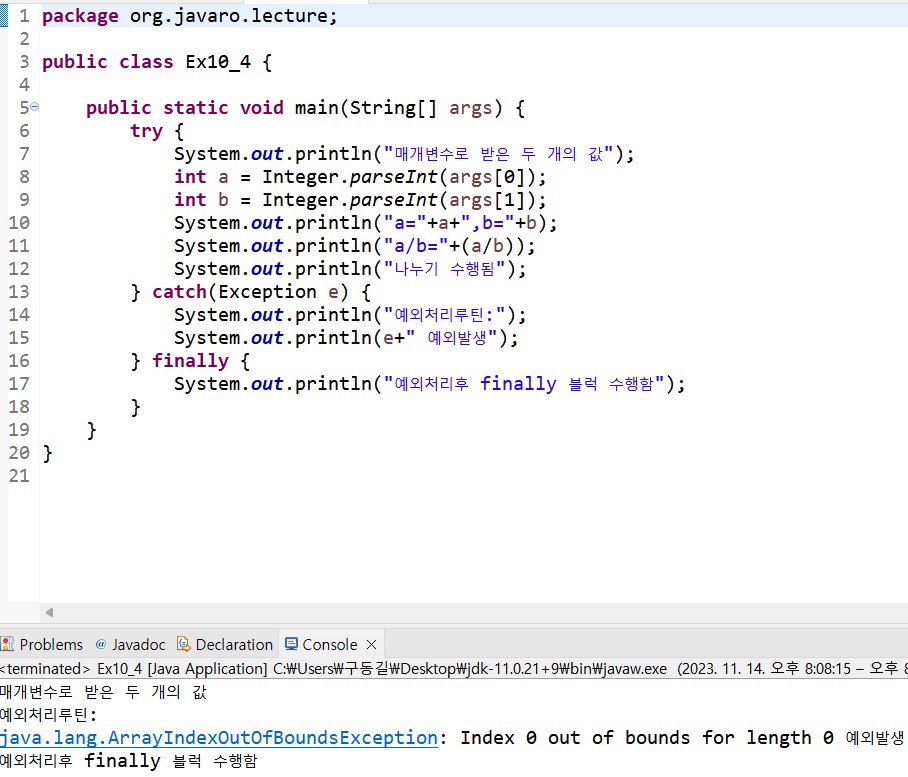 1 package org.javaro.lecture;
2
3 public class Ex10_4 {
4
5 public static void main(String[] args) {
6 try {
7 System.out.println("매개변수로 받은 두 개의 값");
8 int a = Integer.parseInt(args[0]);
9 int b = Integer.parseInt(args[1]);
10 System.out.println("a="+a+",b="+b);
11 System.out.println("a/b="+(a/b));
12 System.out.println("나누기 수행됨");
13 } catch(Exception e) {
14 System.out.println("예외처리루틴:");
15 System.out.println(e+" 예외발생");
16 } finally {
17 System.out.println("예외처리후 finally 블럭 수행함");
18 }
19 }
20 }
21
Problems @ Javadoc Declaration Console
<terminated> Ex10_4 [Java Application] C:₩Users₩구동길₩Desktop₩jdk-11.0.21+9₩bin₩javaw.exe (2023. 11. 14. 오후 8:08:15 – 오후 8
매개변수로 받은 두 개의 값
예외처리루틴:
java.lang.ArrayIndexOutOfBoundsException: Index 0 out of bounds for length 0 예외발생
예외처리후 finally 블럭 수행함